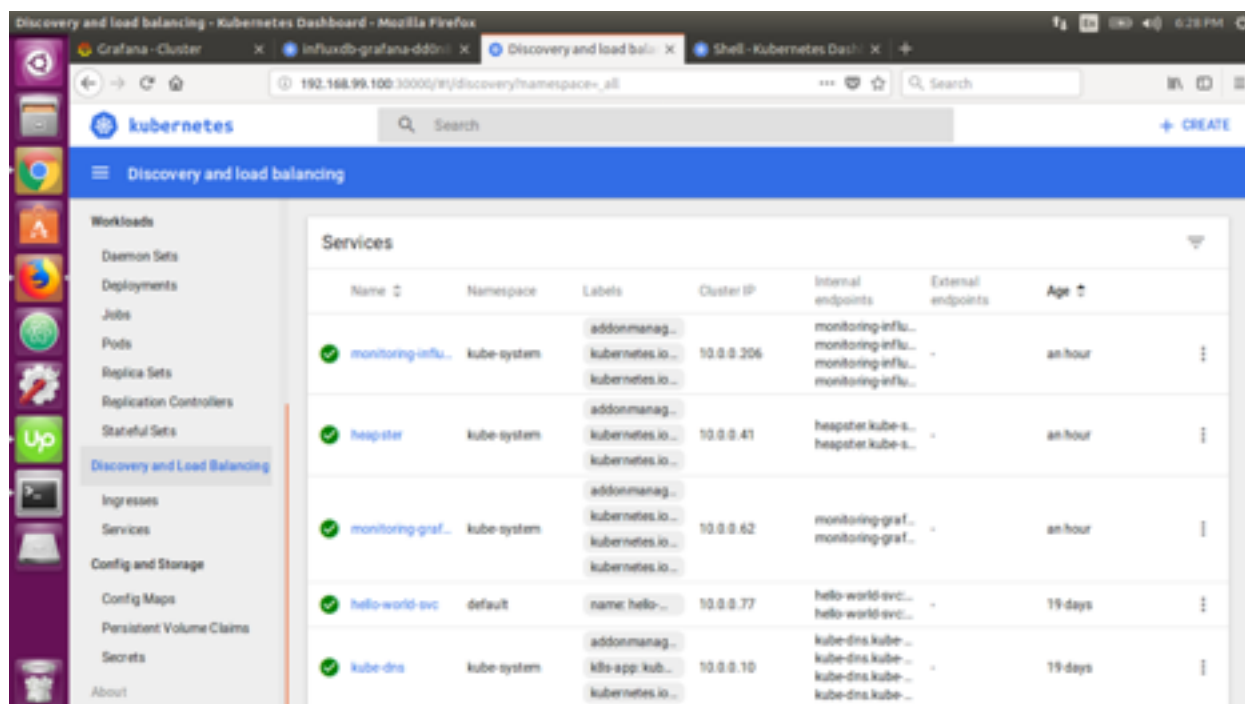 Discovery and load balancing - Kubernetes Dashboard - Mozilla Firefox
En
6:28 PM
Grafana - Cluster
influxdb-grafana-dd0n
Discovery and load bala
Shell - Kubernetes Dash
192.168.99.100:30000/#!/discovery?namespace=_all
Search
kubernetes
Search
+ CREATE
Discovery and load balancing
Workloads
Daemon Sets
Deployments
Jobs
Pods
Replica Sets
Replication Controllers
Stateful Sets
Discovery and Load Balancing
Ingresses
Services
Config and Storage
Config Maps
Persistent Volume Claims
Secrets
About
Services
Name Namespace Labels Cluster IP Internal endpoints External endpoints Age
monitoring-influ... kube-system 10.0.0.206 - an hour
addonmanag...
kubernetes.io...
kubernetes.io...
monitoring-influ...
monitoring-influ...
monitoring-influ...
monitoring-influ...
heapster kube-system 10.0.0.41 - an hour
addonmanag...
kubernetes.io...
kubernetes.io...
heapster.kube-s...
heapster.kube-s...
monitoring-graf... kube-system 10.0.0.62 - an hour
addonmanag...
kubernetes.io...
kubernetes.io...
kubernetes.io...
monitoring-graf...
monitoring-graf...
hello-world-svc default name: hello-... 10.0.0.77 - 19 days
hello-world-svc:...
hello-world-svc:...
kube-dns kube-system 10.0.0.10 - 19 days
addonmanag...
k8s-app: kub...
kubernetes.io...
kube-dns.kube-...
kube-dns.kube-...
kube-dns.kube-...
kube-dns.kube-...
Up